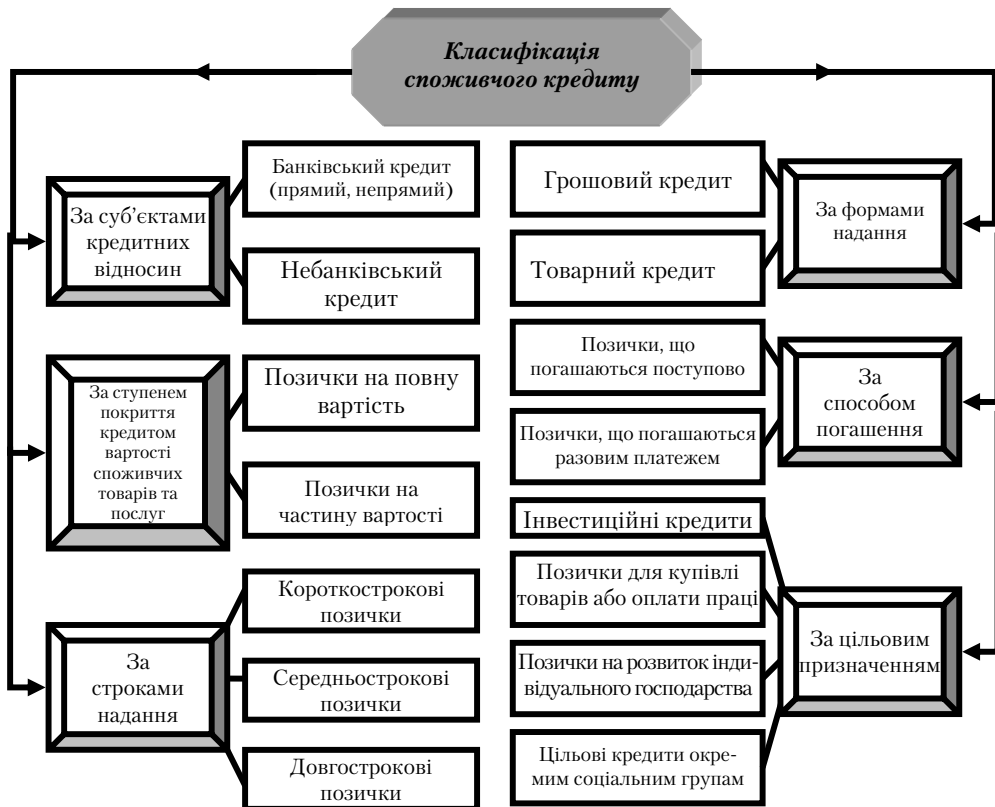 Класифікація
споживчого кредиту
За суб’єктами
кредитних
відносин
Банківський кредит
(прямий, непрямий)
Небанківський
кредит
За ступенем
покриття
кредитом
вартості
споживчих
товарів та
послуг
Позички на повну
вартість
Позички на
частину вартості
За
строками
надання
Короткострокові
позички
Середньострокові
позички
Довгострокові
позички
Грошовий кредит
Товарний кредит
За формами
надання
Позички, що
погашаються поступово
Позички, що погашаються
разовим платежем
За
способом
погашення
Інвестиційні кредити
Позички для купівлі
товарів або оплати праці
Позички на розвиток інди-
відуального господарства
Цільові кредити окре-
мим соціальним групам
За цільовим
призначенням